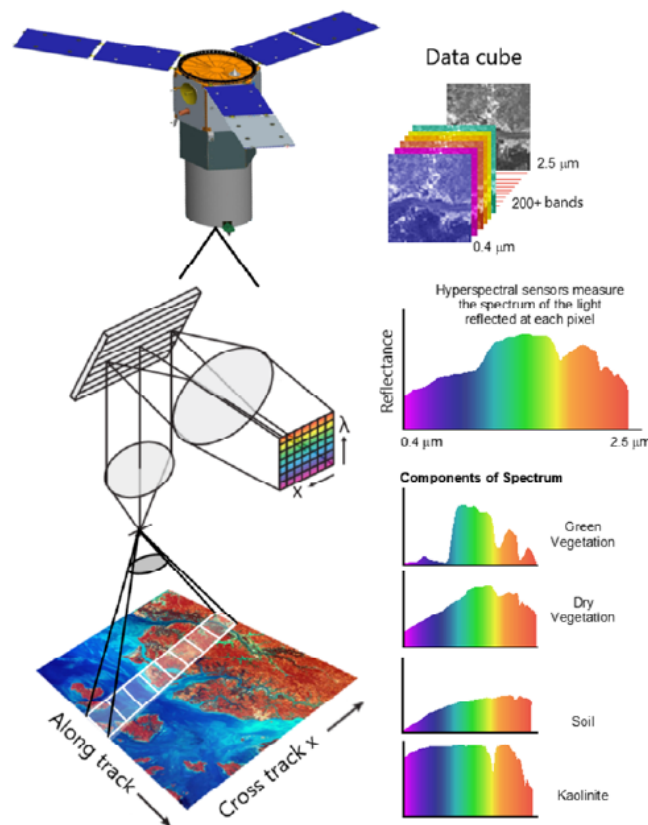 Data cube
2.5 μm
200+ bands
0.4 μm
Hyperspectral sensors measure
the spectrum of the light
reflected at each pixel
Reflectance
0.4 μm
2.5 μm
λ
X
Components of Spectrum
Green
Vegetation
Dry
Vegetation
Soil
Kaolinite
Along track
Cross track x